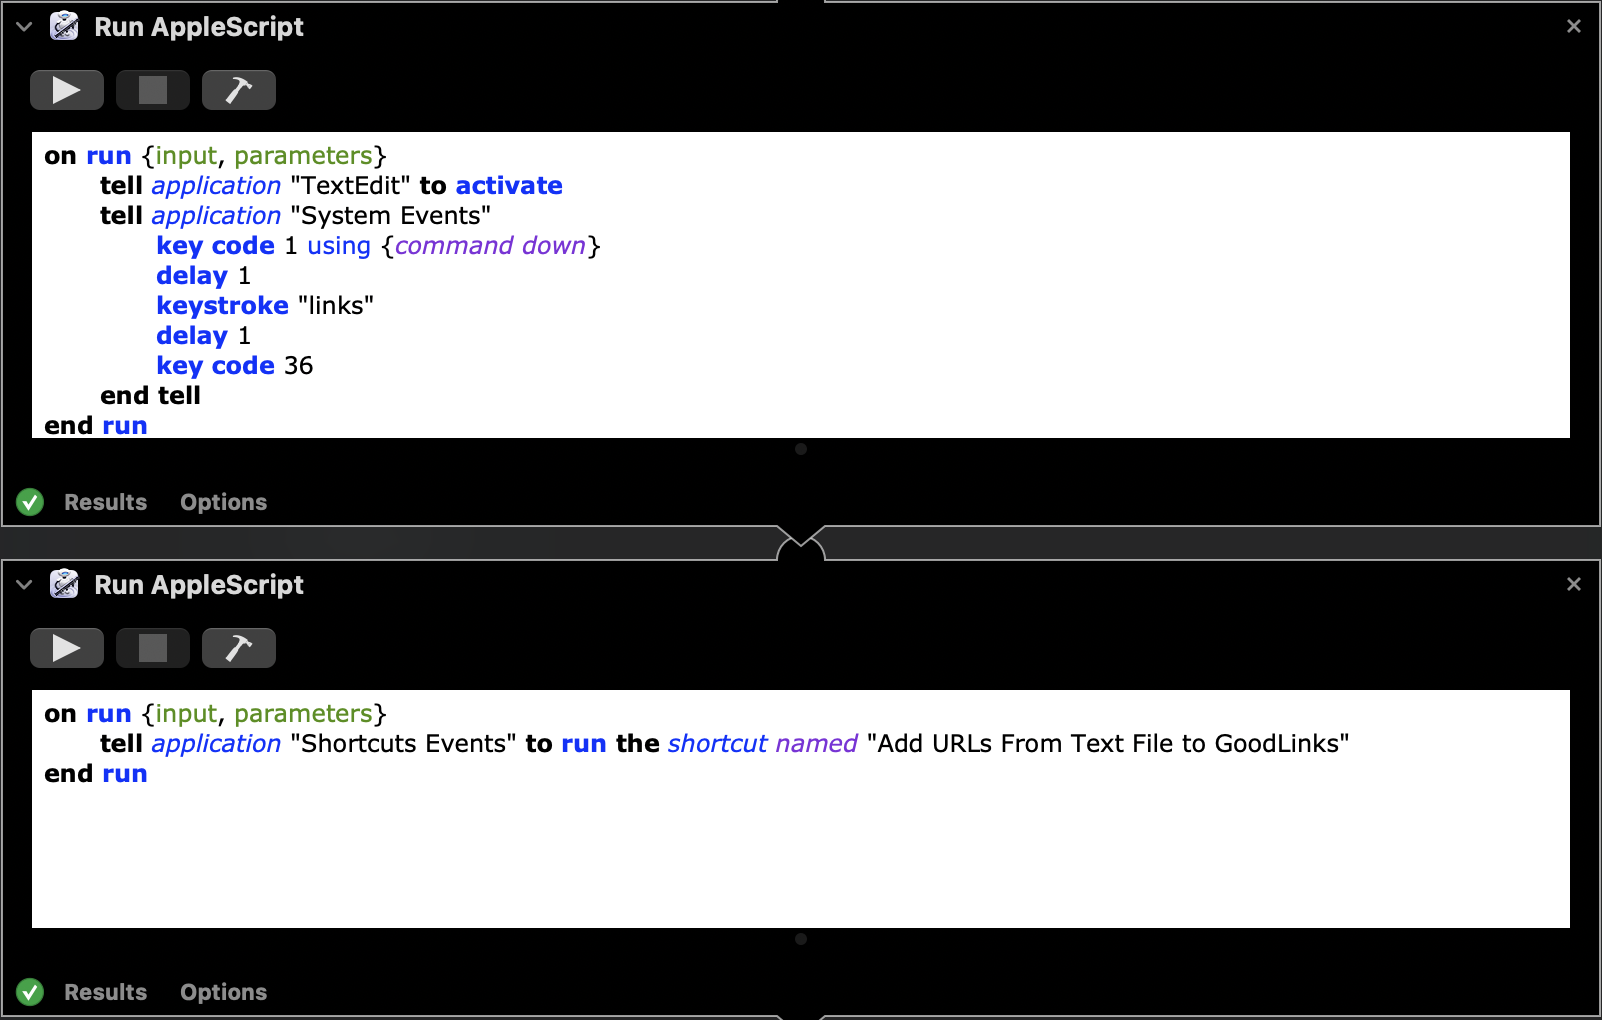 Run AppleScript
on run {input, parameters}
tell application "TextEdit" to activate
tell application "System Events"
key code 1 using {command down}
delay 1
keystroke "links"
delay 1
key code 36
end tell
end run
Results Options
Run AppleScript
on run {input, parameters}
tell application "Shortcuts Events" to run the shortcut named "Add URLs From Text File to GoodLinks"
end run
Results Options